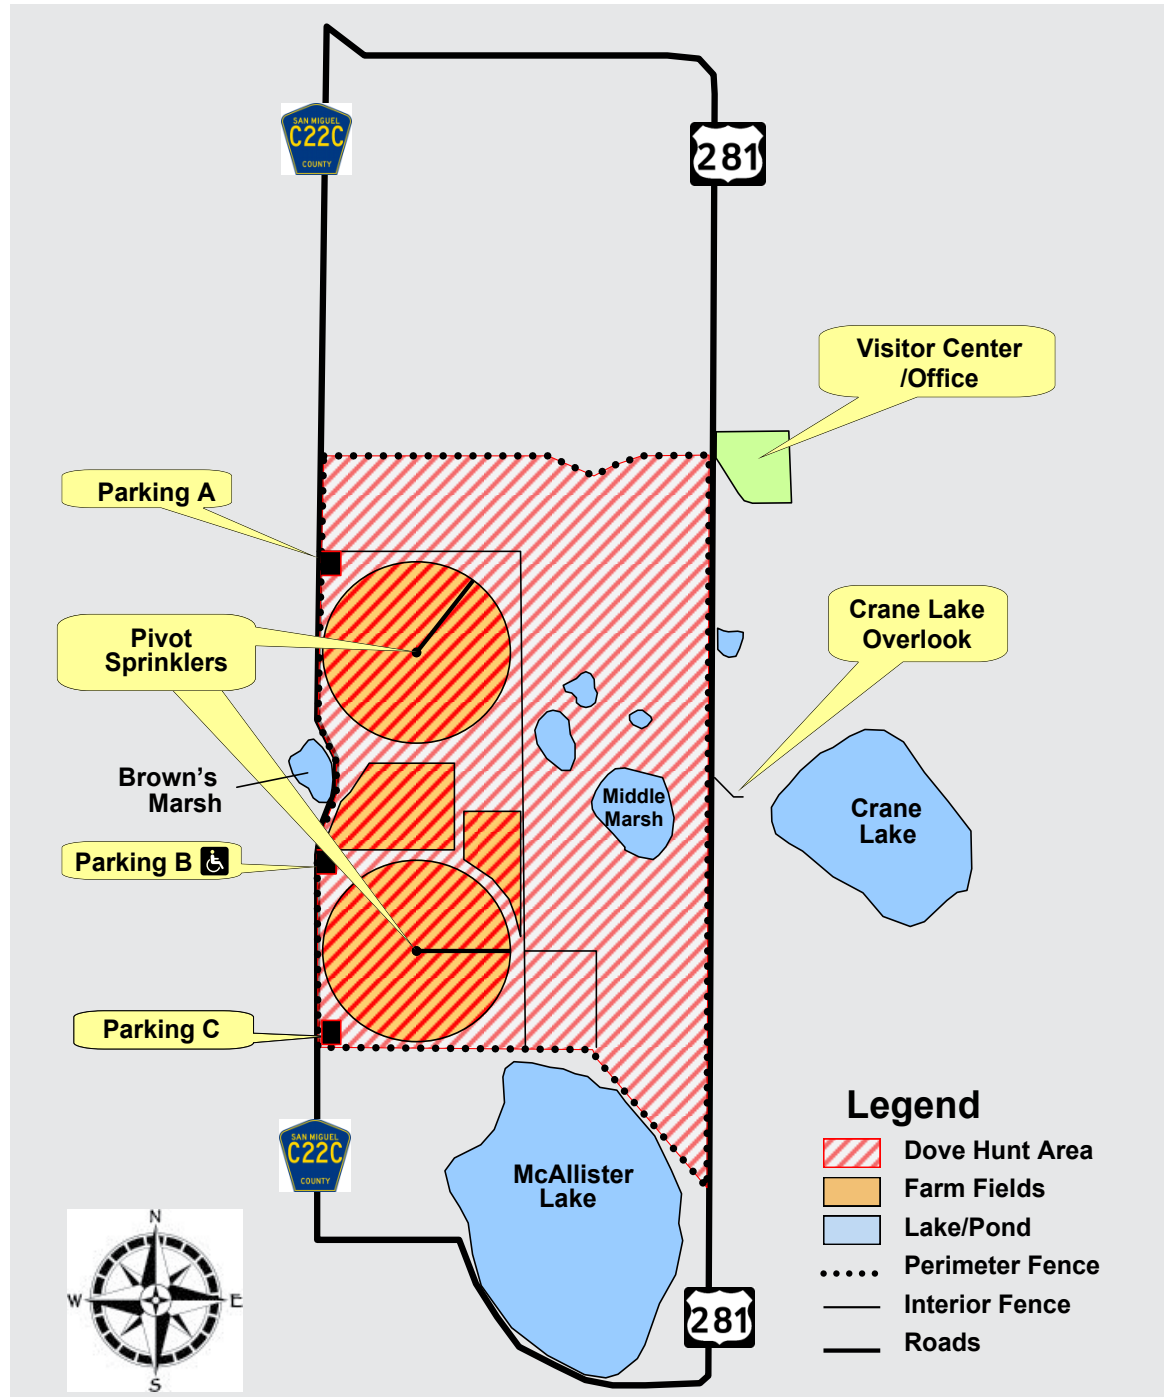 SAN MIGUEL
C22C
COUNTY
281
Visitor Center
/Office
Parking A
Pivot
Sprinklers
Crane Lake
Overlook
Brown's
Marsh
Middle
Marsh
Crane
Lake
Parking B
Parking C
Legend
Dove Hunt Area
Farm Fields
Lake/Pond
Perimeter Fence
Interior Fence
Roads
SAN MIGUEL
C22C
COUNTY
McAllister
Lake
N
W
E
S
281